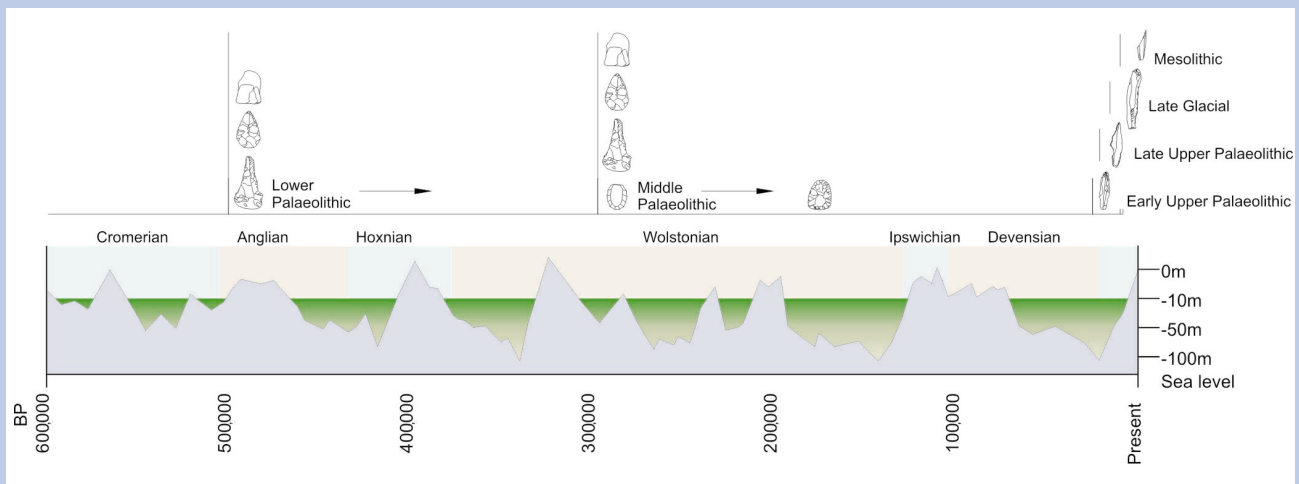 Mesolithic
Late Glacial
Late Upper Palaeolithic
Lower
Palaeolithic
Middle
Palaeolithic
Early Upper Palaeolithic
Cromerian
Anglian
Hoxnian
Wolstonian
Ipswichian
Devensian
0m
-10m
-50m
-100m
Sea level
BP
600,000
500,000
400,000
300,000
200,000
100,000
Present